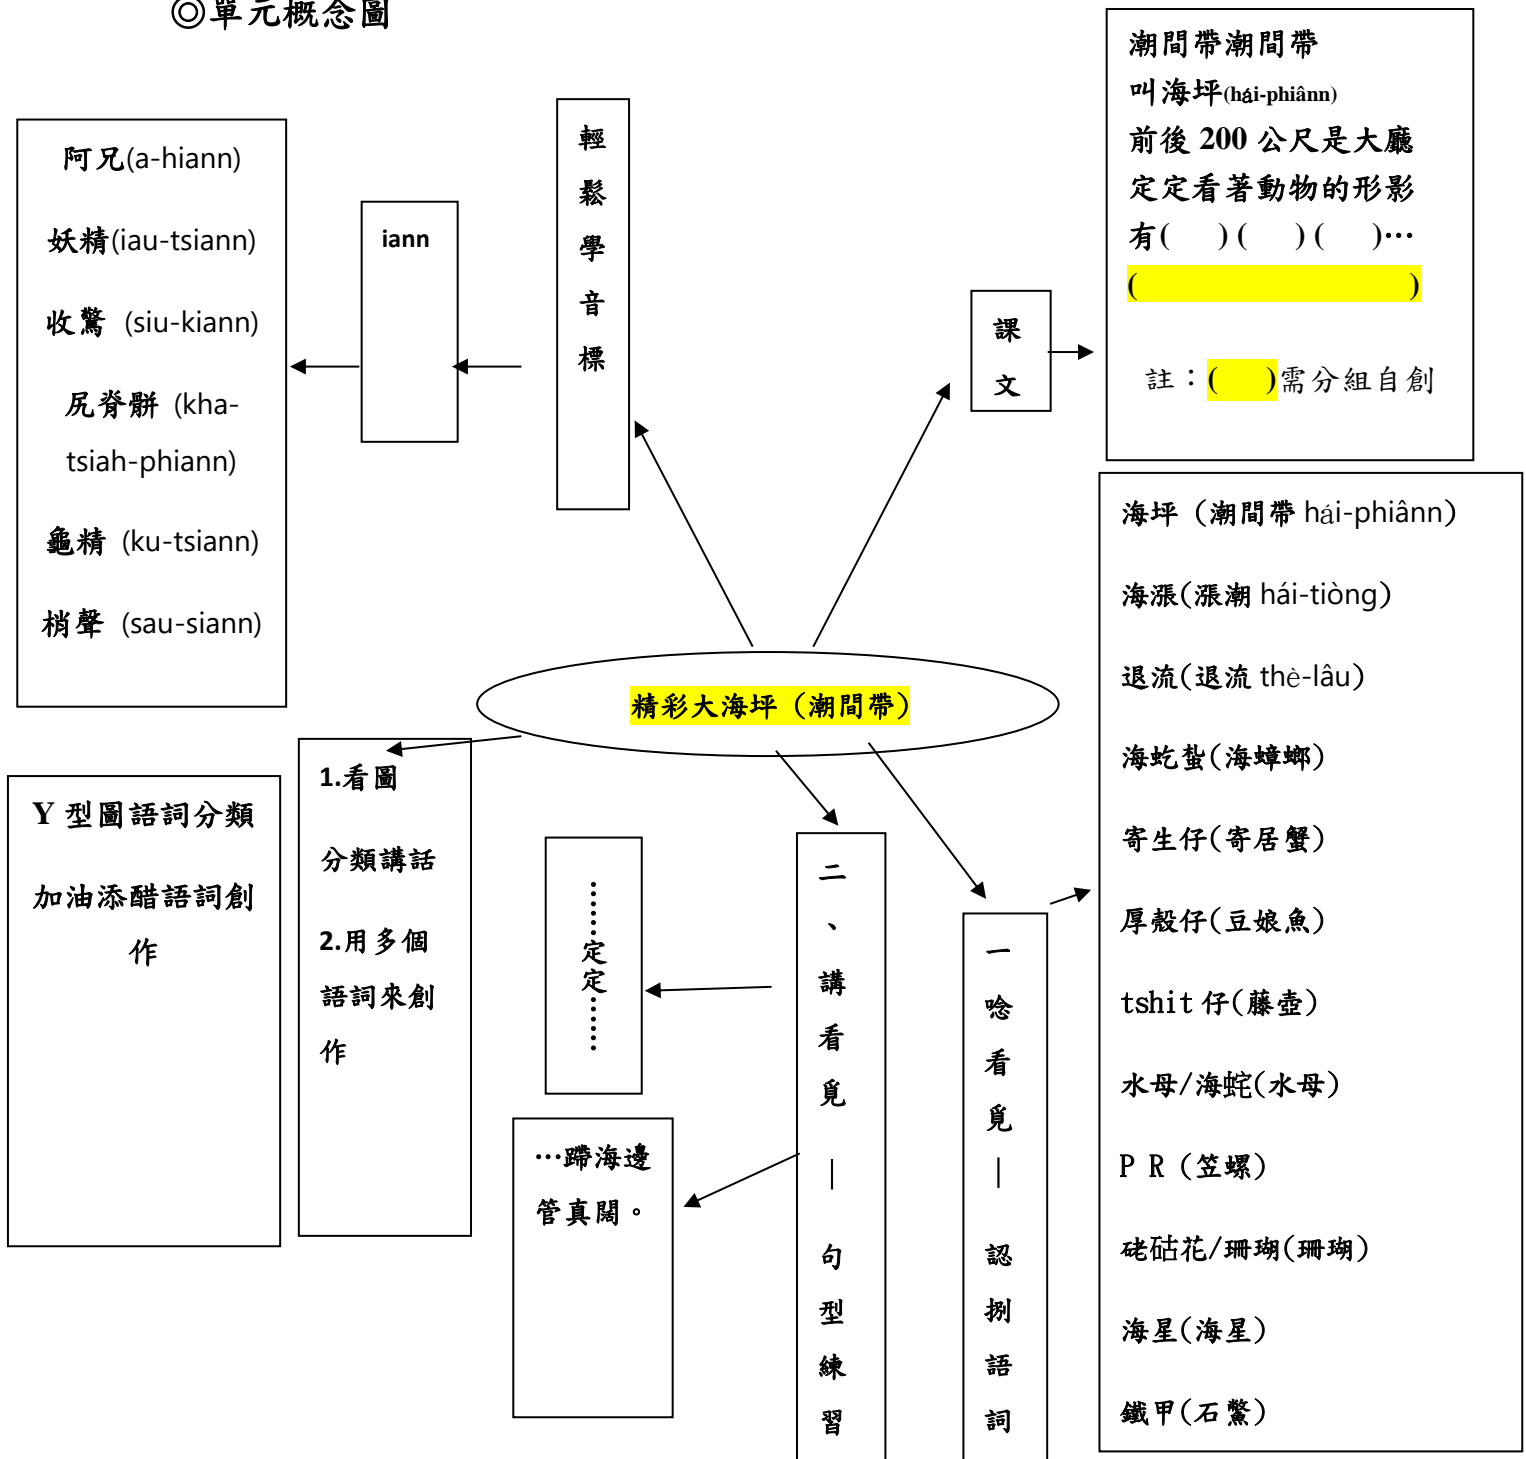 ◎單元概念圖
阿兄(a-hiann)
妖精(iau-tsiann)
收驚 (siu-kiann)
尻脊骿 (kha-
tsiah-phiann)
龜精 (ku-tsiann)
梢聲 (sau-siann)
iann
輕鬆學音標
課文
潮間帶潮間帶
叫海坪(hái-phiânn)
前後 200 公尺是大廳
定定看著動物的形影
有(　)(　)(　)…
(　　　　　　　)
註：(　)需分組自創
精彩大海坪（潮間帶）
Y 型圖語詞分類
加油添醋語詞創
作
1.看圖
分類講話
2.用多個
語詞來創
作
……定定……
…蹛海邊
管真闊。
二、講看覓｜句型練習
一唸看覓｜認捌語詞
海坪（潮間帶 hái-phiânn）
海漲(漲潮 hái-tiòng)
退流(退流 thè-lâu)
海虼蚻(海蟑螂)
寄生仔(寄居蟹)
厚殼仔(豆娘魚)
tshit 仔(藤壺)
水母/海蛇(水母)
P R (笠螺)
硓𥑮花/珊瑚(珊瑚)
海星(海星)
鐵甲(石鱉)